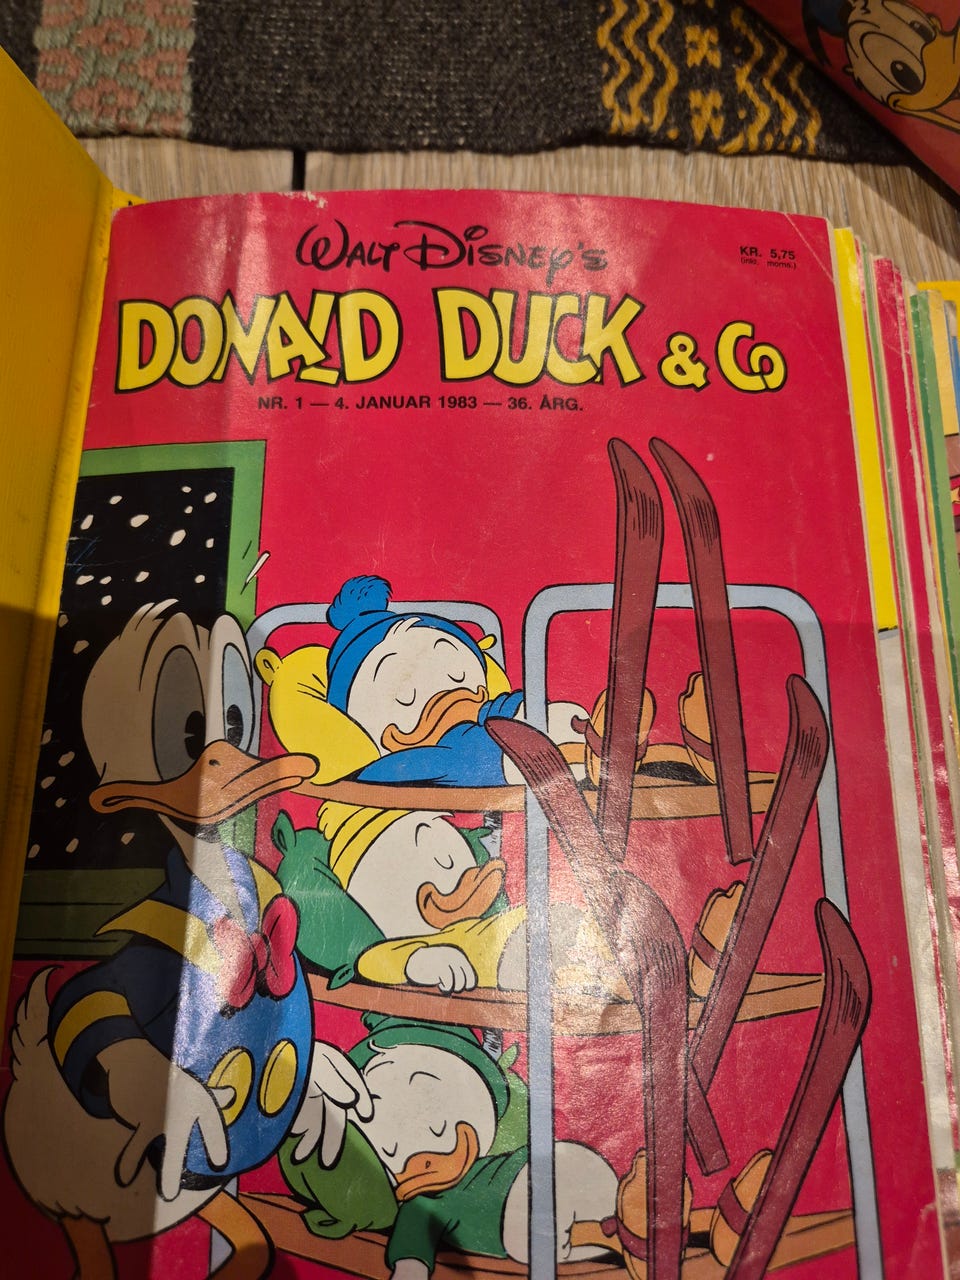 WALT DISNEY'S
KR. 5,75
(inkl. moms.)
DONALD DUCK & CO
NR. 1 — 4. JANUAR 1983 — 36. ÅRG.